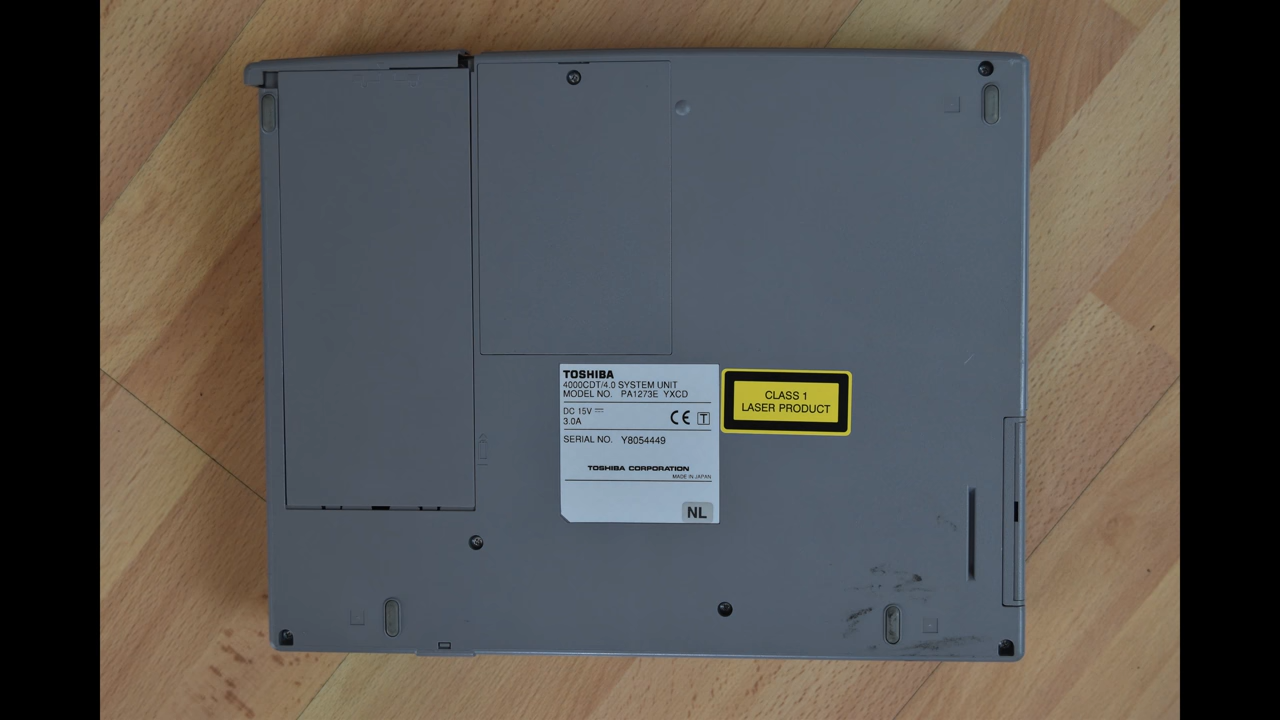 TOSHIBA
4000CDT/4.0 SYSTEM UNIT
MODEL NO. PA1273E YXCD
DC 15V
3.0A
CE T
SERIAL NO. Y8054449
TOSHIBA CORPORATION
MADE IN JAPAN
NL
CLASS 1
LASER PRODUCT